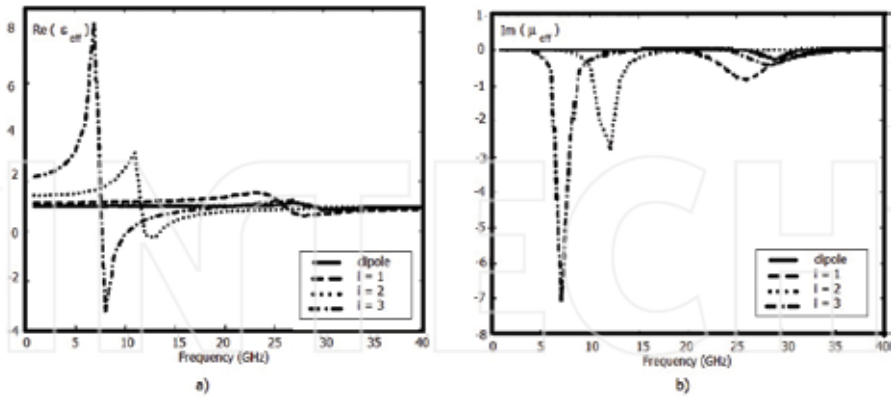 Re(ε eff)
8
6
4
2
0
-2
4
0
5
10
15
20
25
30
35
40
Frequency (GHz)
dipole
i = 1
i = 2
i = 3
a)
Im(μ eff)
1
0
-1
-2
-3
-4
-5
-6
-7
-8
0
5
10
15
20
25
30
35
40
Frequency (GHz)
dipole
i = 1
i = 2
i = 3
b)
INTECH